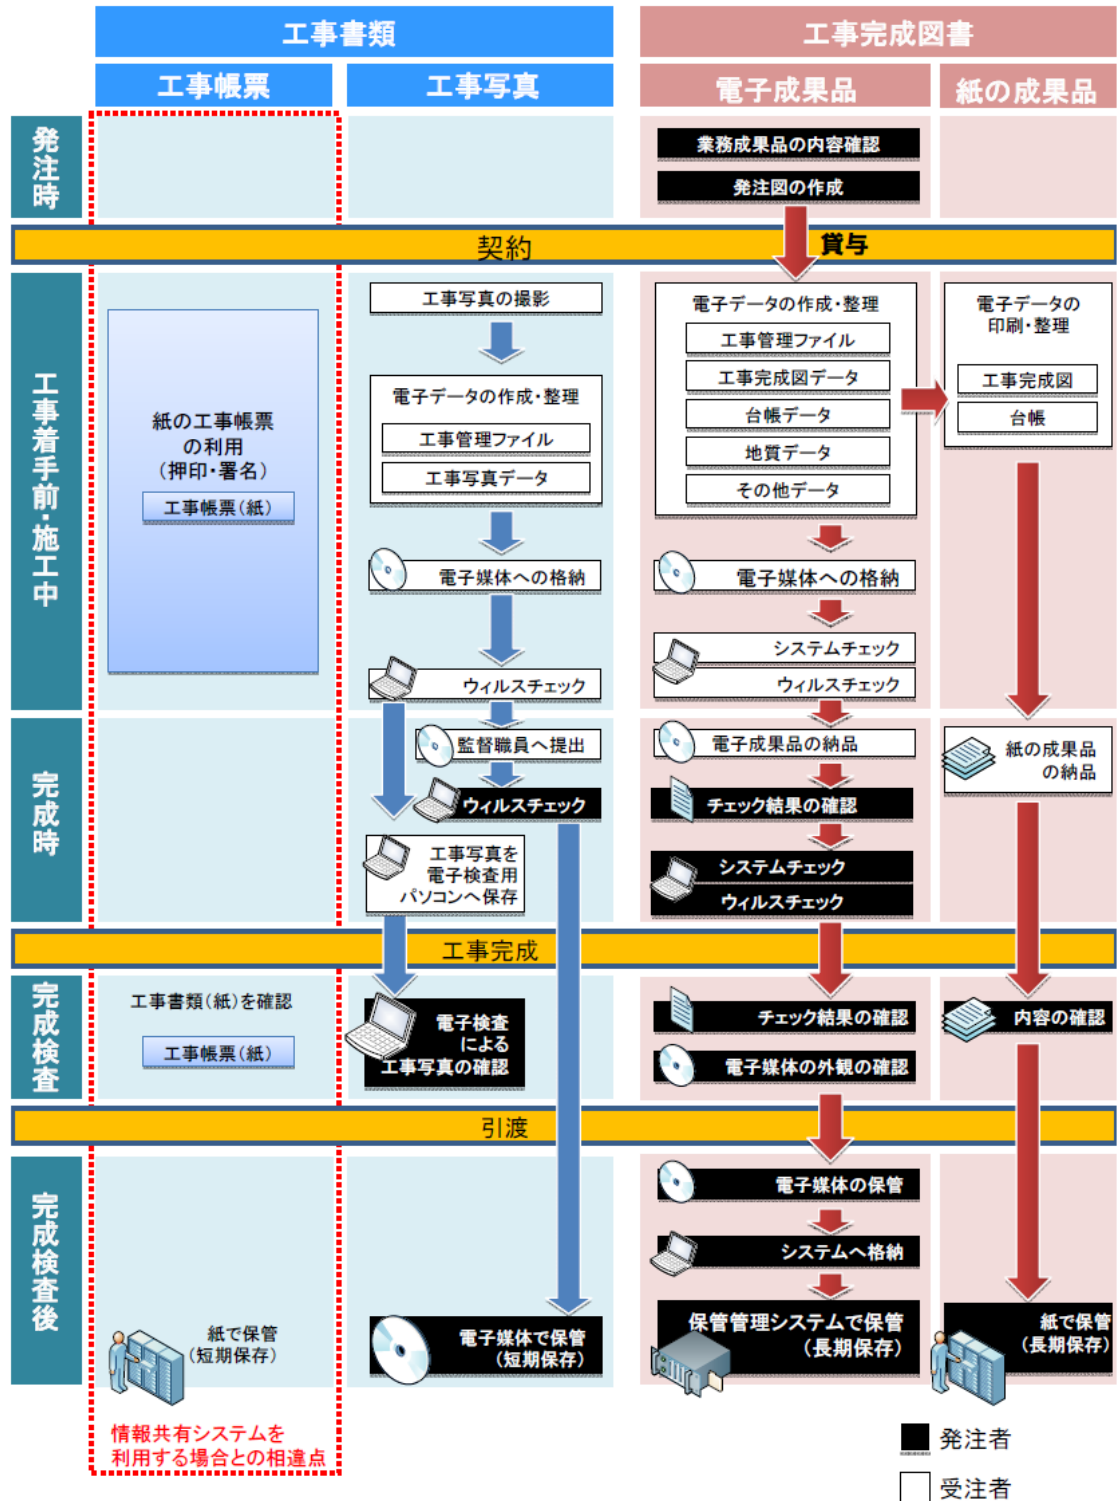 工事書類
工事完成図書
工事帳票
工事写真
電子成果品
紙の成果品
発注時
業務成果品の内容確認
発注図の作成
契約
貸与
工事着手前・施工中
紙の工事帳票
の利用
（押印・署名）
工事帳票（紙）
工事写真の撮影
電子データの作成・整理
工事管理ファイル
工事写真データ
電子媒体への格納
ウィルスチェック
電子データの作成・整理
工事管理ファイル
工事完成図データ
台帳データ
地質データ
その他データ
電子媒体への格納
システムチェック
ウィルスチェック
電子データの
印刷・整理
工事完成図
台帳
完成時
監督職員へ提出
ウィルスチェック
工事写真を
電子検査用
パソコンへ保存
電子成果品の納品
チェック結果の確認
システムチェック
ウィルスチェック
紙の成果品
の納品
工事完成
完成検査
工事書類（紙）を確認
工事帳票（紙）
電子検査
による
工事写真の確認
チェック結果の確認
電子媒体の外観の確認
内容の確認
引渡
完成検査後
紙で保管
（短期保存）
電子媒体で保管
（短期保存）
電子媒体の保管
システムへ格納
保管管理システムで保管
（長期保存）
紙で保管
（長期保存）
情報共有システムを
利用する場合との相違点
発注者
受注者